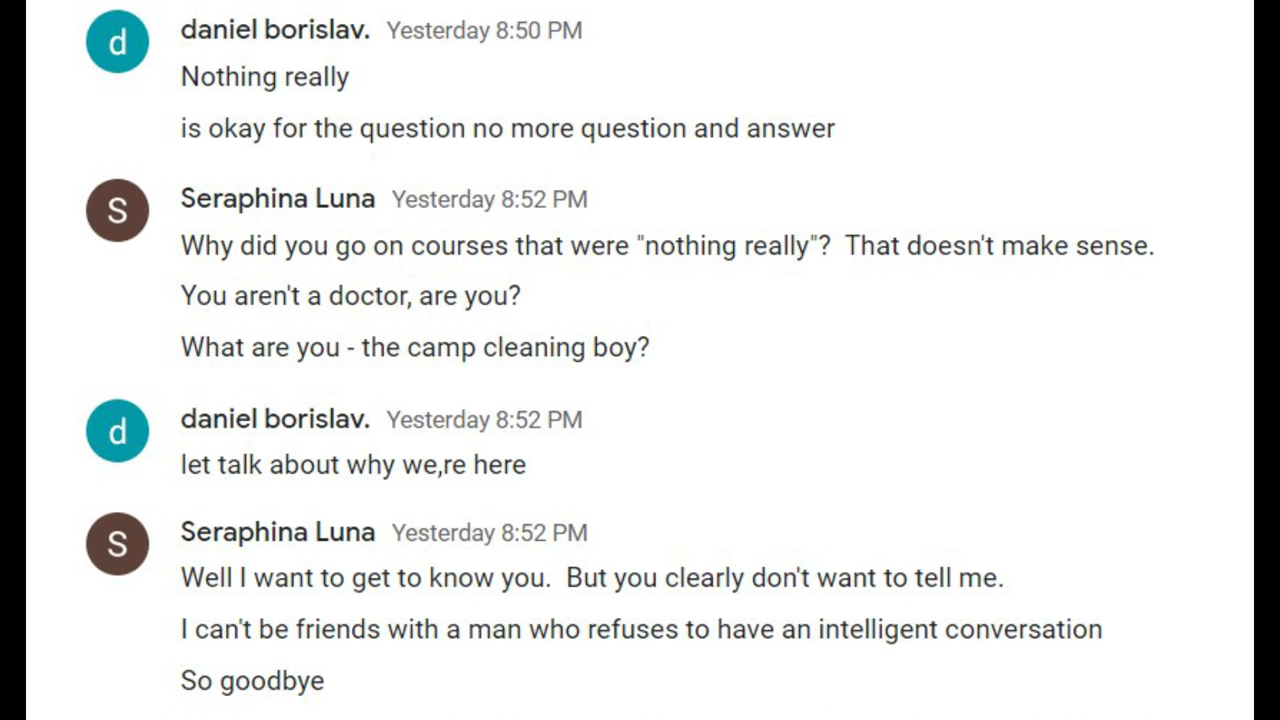 d
daniel borislav. Yesterday 8:50 PM
Nothing really
is okay for the question no more question and answer
S
Seraphina Luna Yesterday 8:52 PM
Why did you go on courses that were "nothing really"?  That doesn't make sense.
You aren't a doctor, are you?
What are you - the camp cleaning boy?
d
daniel borislav. Yesterday 8:52 PM
let talk about why we,re here
S
Seraphina Luna Yesterday 8:52 PM
Well I want to get to know you.  But you clearly don't want to tell me.
I can't be friends with a man who refuses to have an intelligent conversation
So goodbye